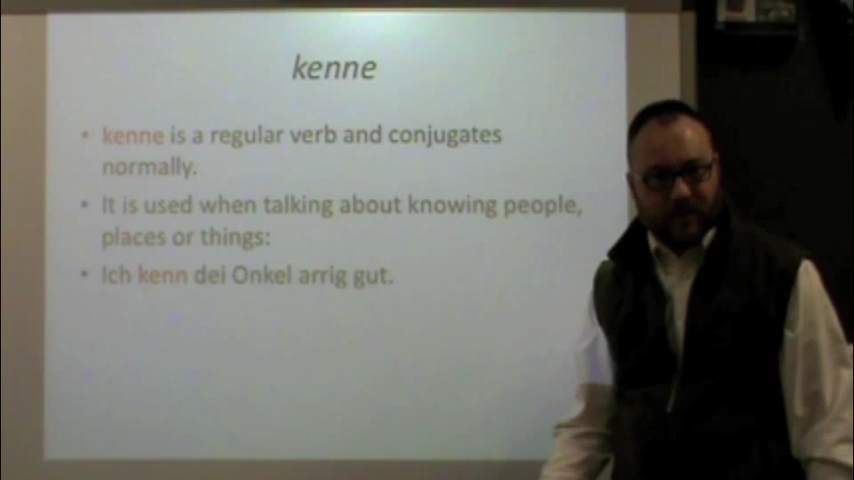 kenne
• kenne is a regular verb and conjugates
normally.
• It is used when talking about knowing people,
places or things:
• Ich kenn dei Onkel arrig gut.